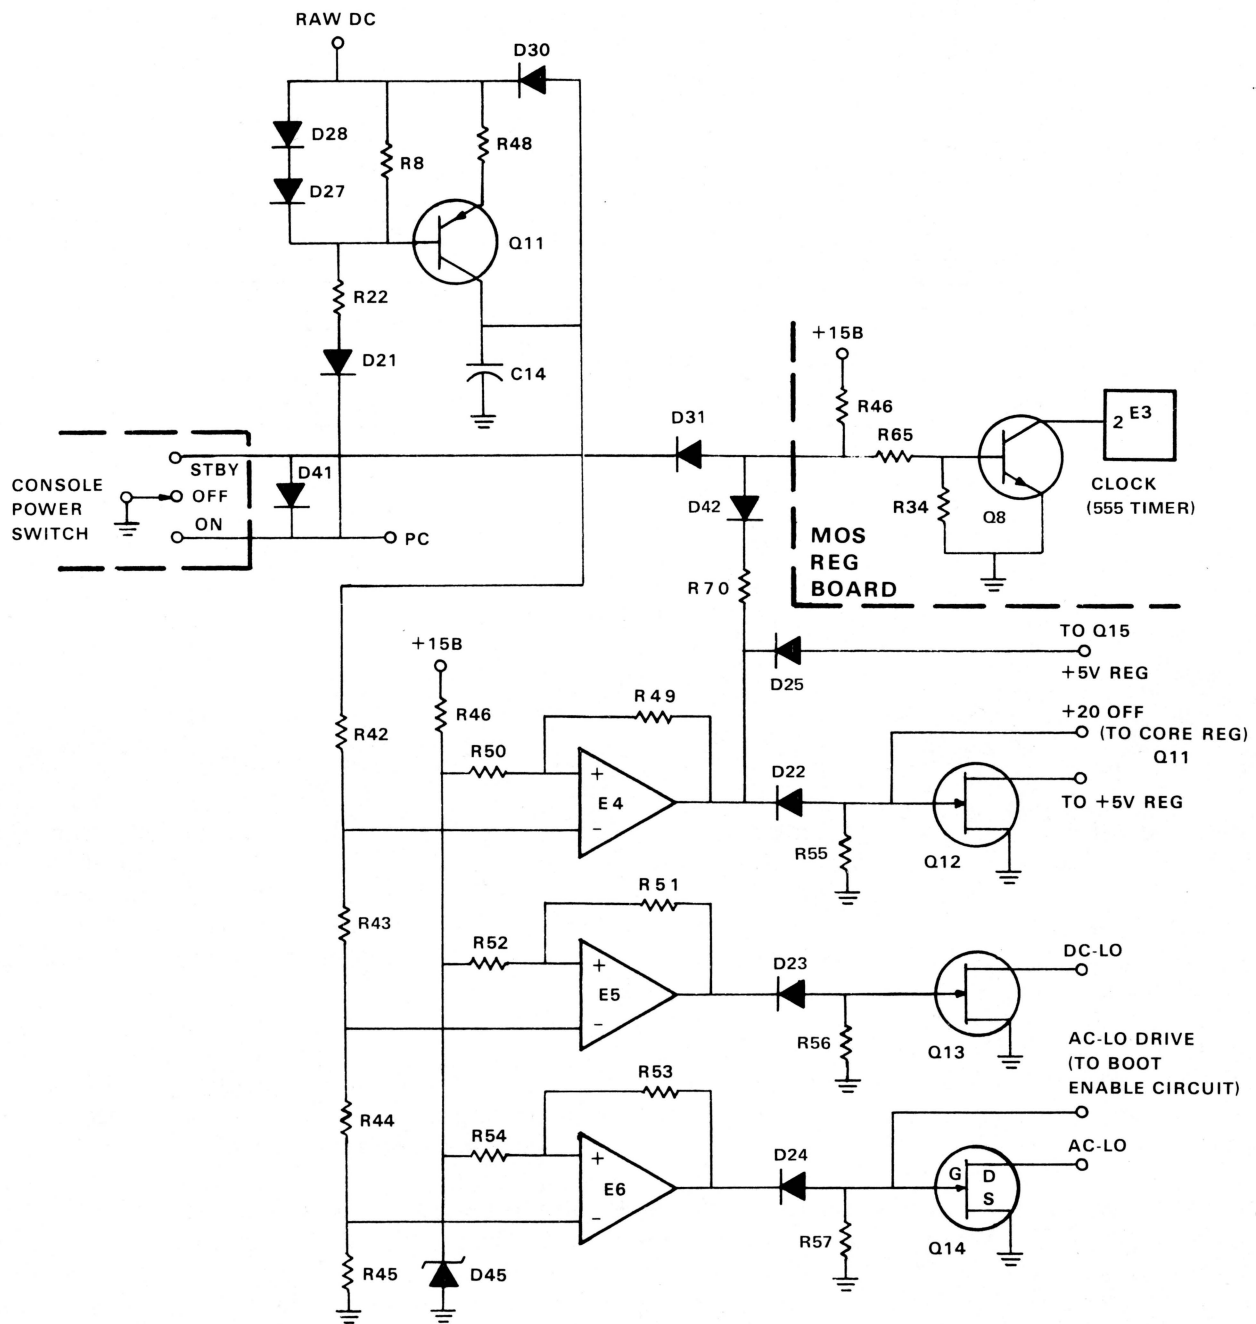 RAW DC
D30
D28
R8
R48
D27
Q11
R22
D21
C14
+15B
R46
D31
R65
2 E3
CONSOLE
POWER
SWITCH
STBY
OFF
ON
D41
PC
D42
R34
Q8
CLOCK
(555 TIMER)
MOS
REG
BOARD
R70
+15B
TO Q15
+5V REG
D25
R46
R49
R42
R50
+
E4
−
D22
+20 OFF
(TO CORE REG)
Q11
TO +5V REG
R55
Q12
R43
R51
R52
+
E5
−
D23
DC-LO
R56
Q13
R44
R53
R54
+
E6
−
D24
AC-LO DRIVE
(TO BOOT
ENABLE CIRCUIT)
AC-LO
G D
S
R57
Q14
R45
D45